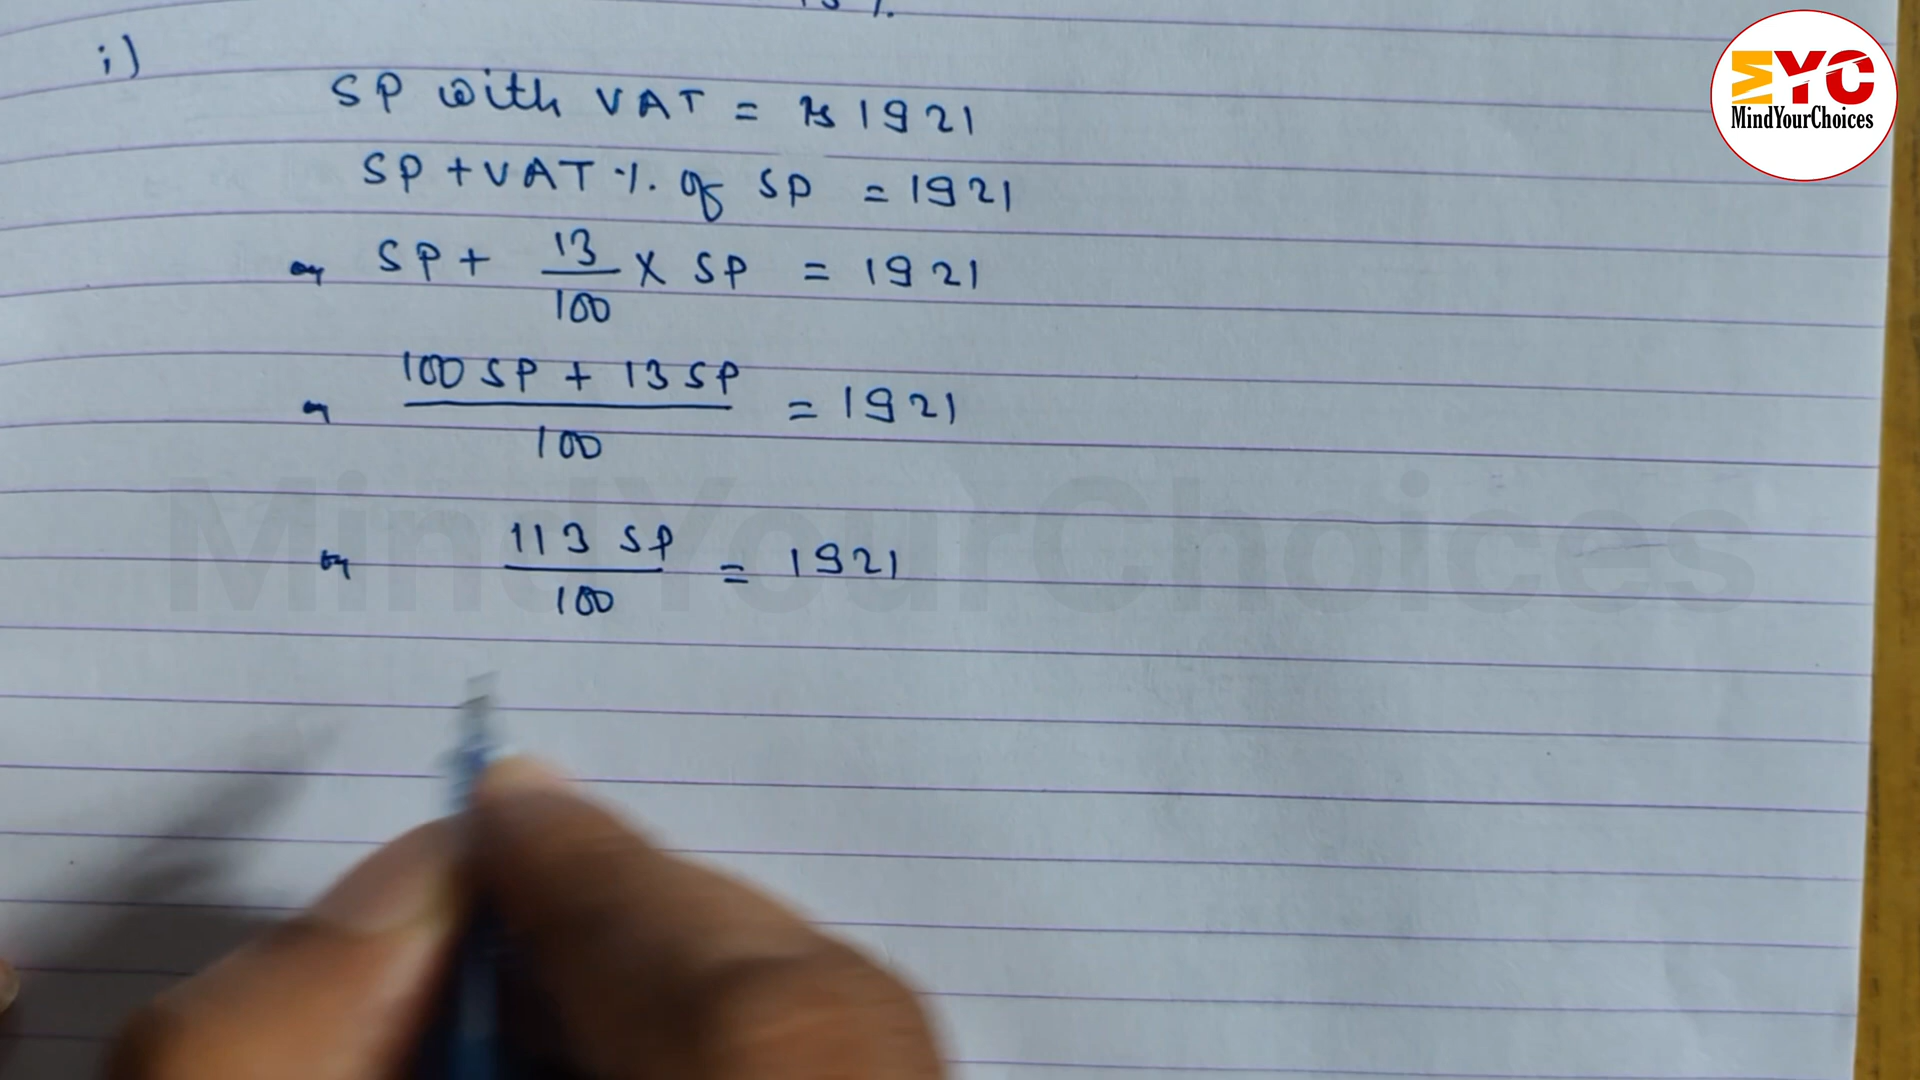 i)
SP with VAT = Rs 1921
SP + VAT % of SP = 1921
or SP + 13/100 X SP = 1921
or 100 SP + 13 SP / 100 = 1921
or 113 SP / 100 = 1921
MYC
MindYourChoices
MindYourChoices